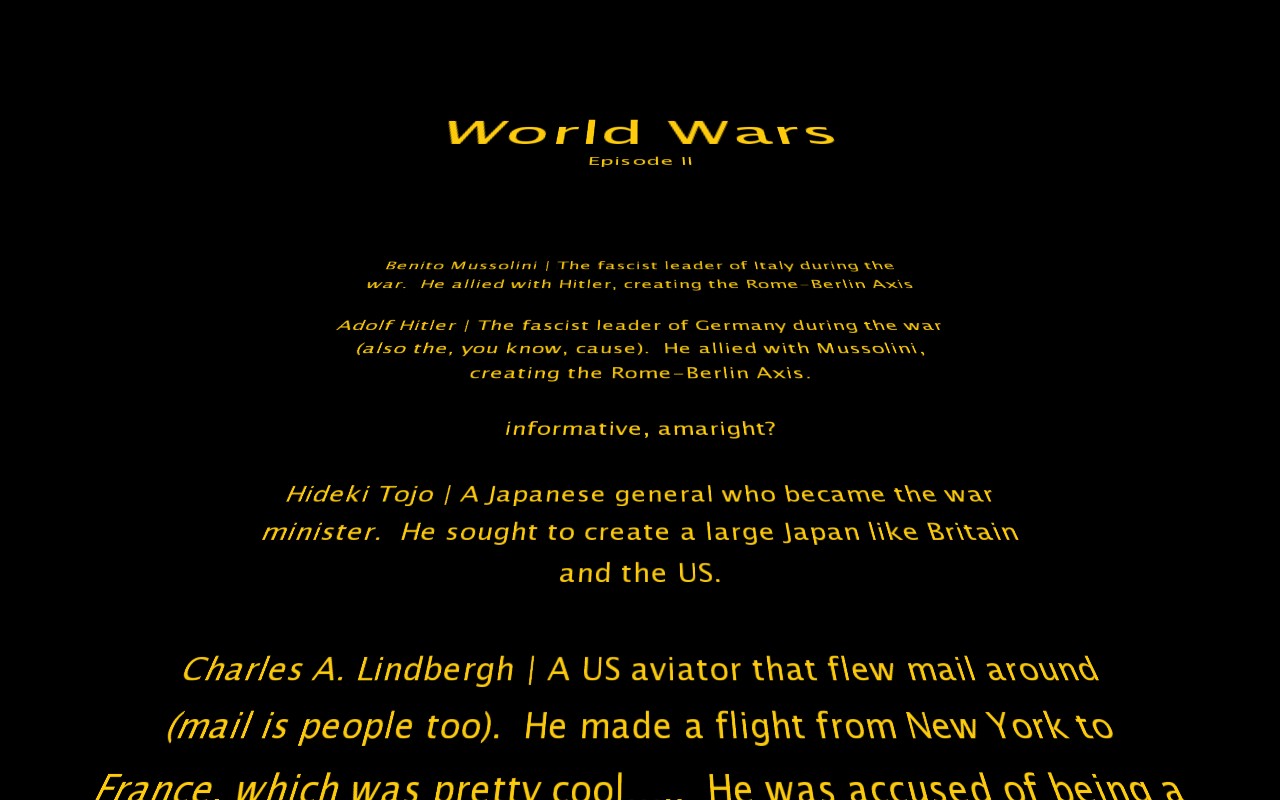 World Wars
Episode II
Benito Mussolini | The fascist leader of Italy during the
war.  He allied with Hitler, creating the Rome-Berlin Axis
Adolf Hitler | The fascist leader of Germany during the war
(also the, you know, cause).  He allied with Mussolini,
creating the Rome-Berlin Axis.
informative, amaright?
Hideki Tojo | A Japanese general who became the war
minister.  He sought to create a large Japan like Britain
and the US.
Charles A. Lindbergh | A US aviator that flew mail around
(mail is people too).  He made a flight from New York to
France, which was pretty cool He was accused of being a